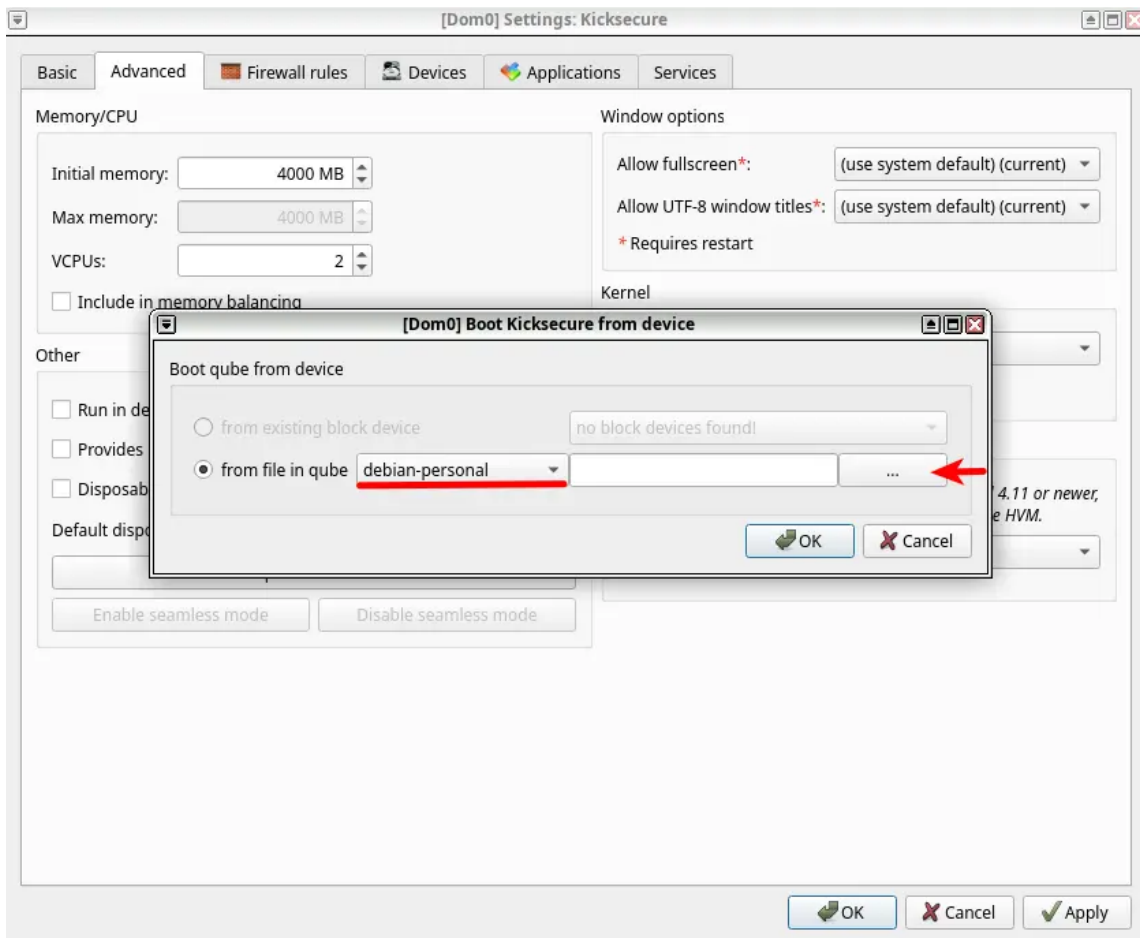 [Dom0] Settings: Kicksecure
Basic
Advanced
Firewall rules
Devices
Applications
Services
Memory/CPU
Window options
Initial memory:
4000 MB
Allow fullscreen*:
(use system default) (current)
Max memory:
4000 MB
Allow UTF-8 window titles*:
(use system default) (current)
* Requires restart
VCPUs:
2
Include in memory balancing
Kernel
[Dom0] Boot Kicksecure from device
Other
Boot qube from device
Run in de
from existing block device
no block devices found!
Provides
from file in qube
debian-personal
...
Disposab
4.11 or newer,
e HVM.
Default dispo
OK
Cancel
Enable seamless mode
Disable seamless mode
OK
Cancel
Apply